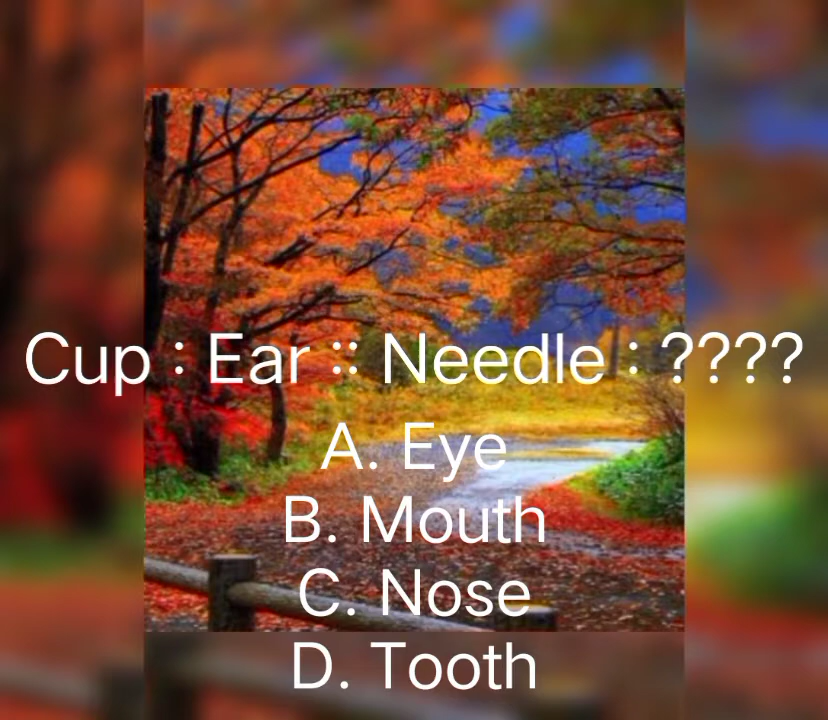 Cup : Ear :: Needle : ????
A. Eye
B. Mouth
C. Nose
D. Tooth